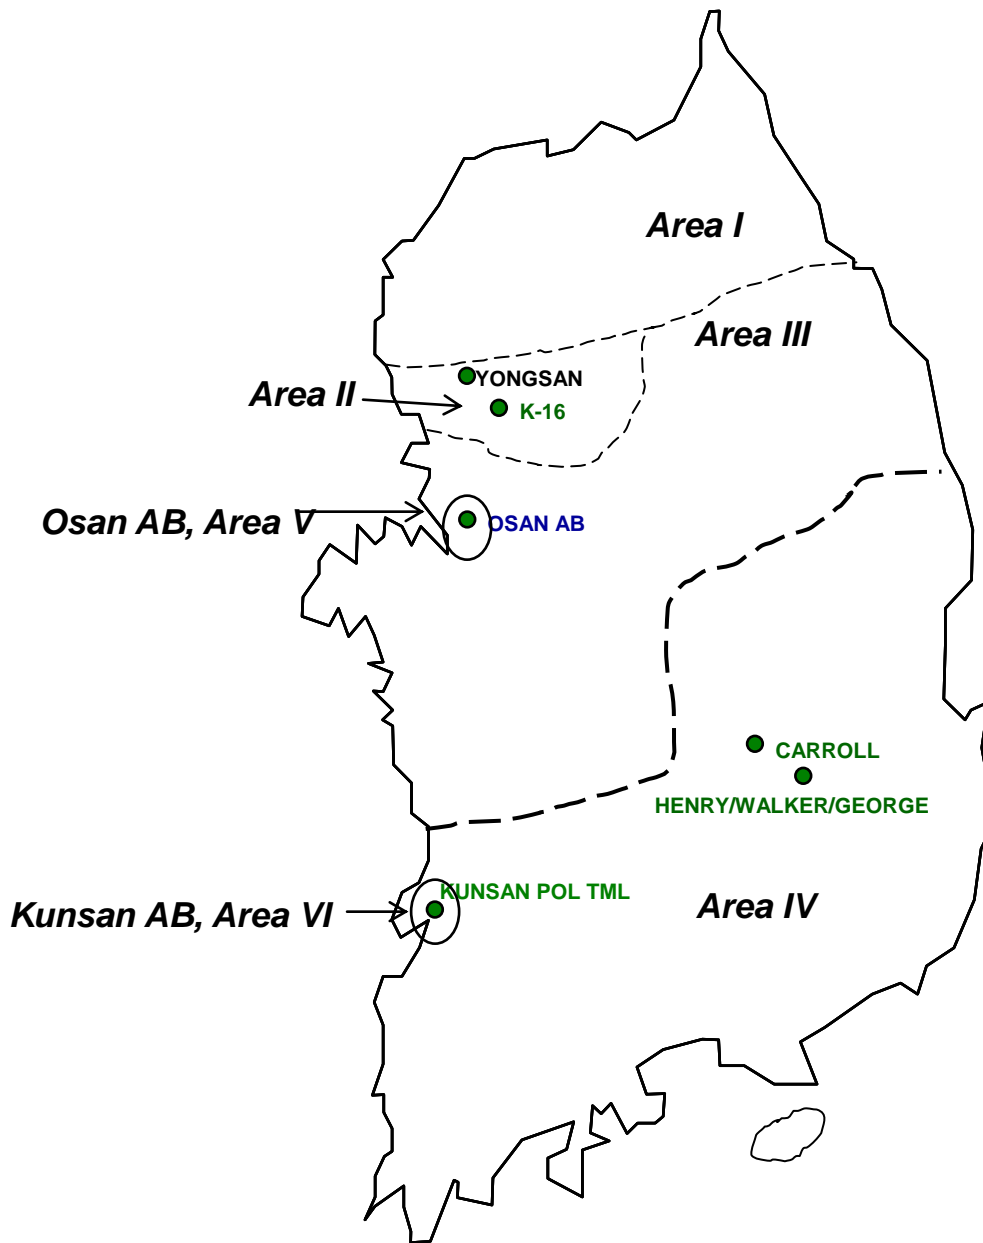 Area I
Area III
YONGSAN
Area II
K-16
Osan AB, Area V
OSAN AB
CARROLL
HENRY/WALKER/GEORGE
KUNSAN POL TML
Kunsan AB, Area VI
Area IV